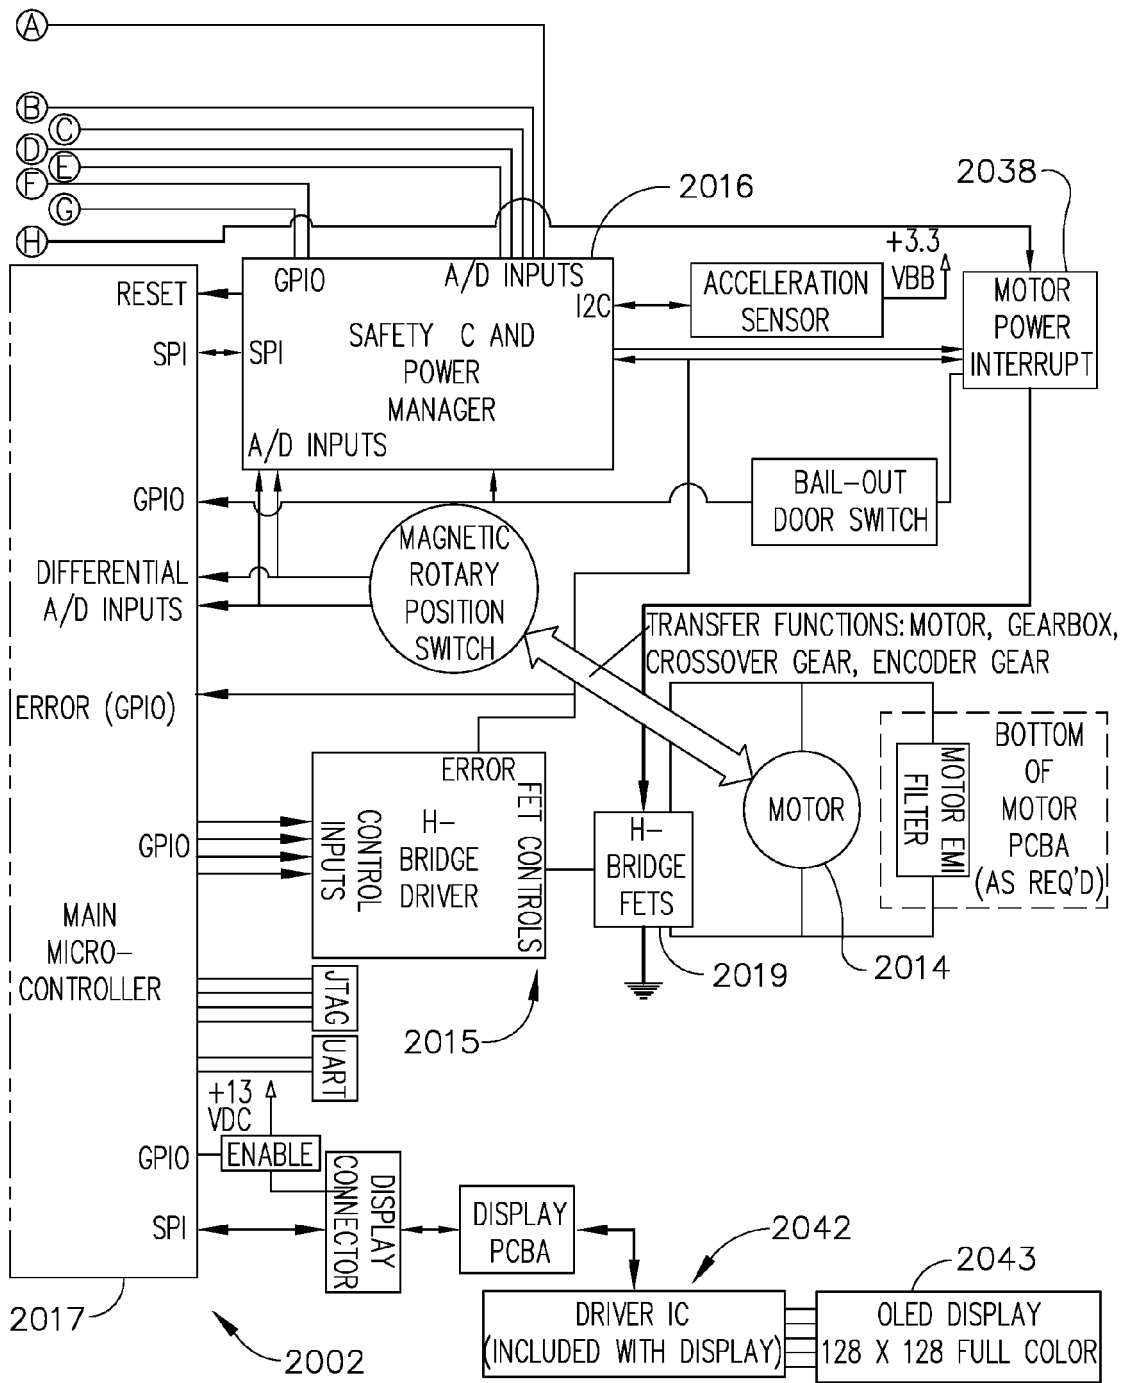 A
B
C
D
E
F
G
H
2016
2038
+3.3
VBB
GPIO
A/D INPUTS
I2C
SAFETY C AND
POWER
MANAGER
SPI
A/D INPUTS
ACCELERATION
SENSOR
MOTOR
POWER
INTERRUPT
RESET
SPI
GPIO
DIFFERENTIAL
A/D INPUTS
ERROR (GPIO)
GPIO
MAIN
MICRO-
CONTROLLER
GPIO
SPI
BAIL-OUT
DOOR SWITCH
MAGNETIC
ROTARY
POSITION
SWITCH
TRANSFER FUNCTIONS: MOTOR, GEARBOX,
CROSSOVER GEAR, ENCODER GEAR
ERROR
CONTROL
INPUTS
H-
BRIDGE
DRIVER
FET CONTROLS
H-
BRIDGE
FETS
MOTOR
MOTOR EMI
FILTER
BOTTOM
OF
MOTOR
PCBA
(AS REQ'D)
2019
2014
2015
JTAG
UART
+13
VDC
ENABLE
DISPLAY
CONNECTOR
DISPLAY
PCBA
2042
2043
DRIVER IC
(INCLUDED WITH DISPLAY)
OLED DISPLAY
128 X 128 FULL COLOR
2017
2002